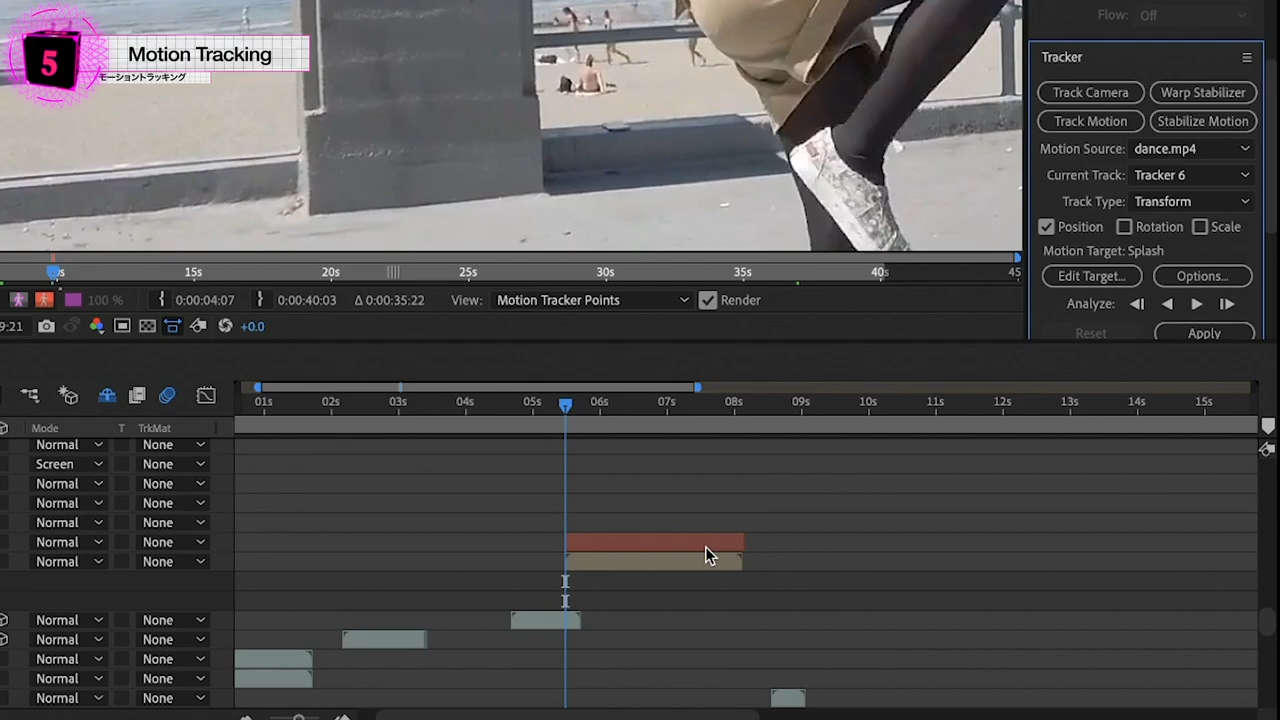 5
Motion Tracking
モーショントラッキング
Flow: Off
Tracker
Track Camera Warp Stabilizer
Track Motion Stabilize Motion
Motion Source: dance.mp4
Current Track: Tracker 6
Track Type: Transform
Position Rotation Scale
Motion Target: Splash
Edit Target... Options...
Analyze:
Reset Apply
15s 20s 25s 30s 35s 40s 45
100 % 0:00:04:07 0:00:40:03 Δ 0:00:35:22 View: Motion Tracker Points Render
9:21 +0.0
01s 02s 03s 04s 05s 06s 07s 08s 09s 10s 11s 12s 13s 14s 15s
Mode T TrkMat
Normal None
Screen None
Normal None
Normal None
Normal None
Normal None
Normal None
Normal None
Normal None
Normal None
Normal None
Normal None